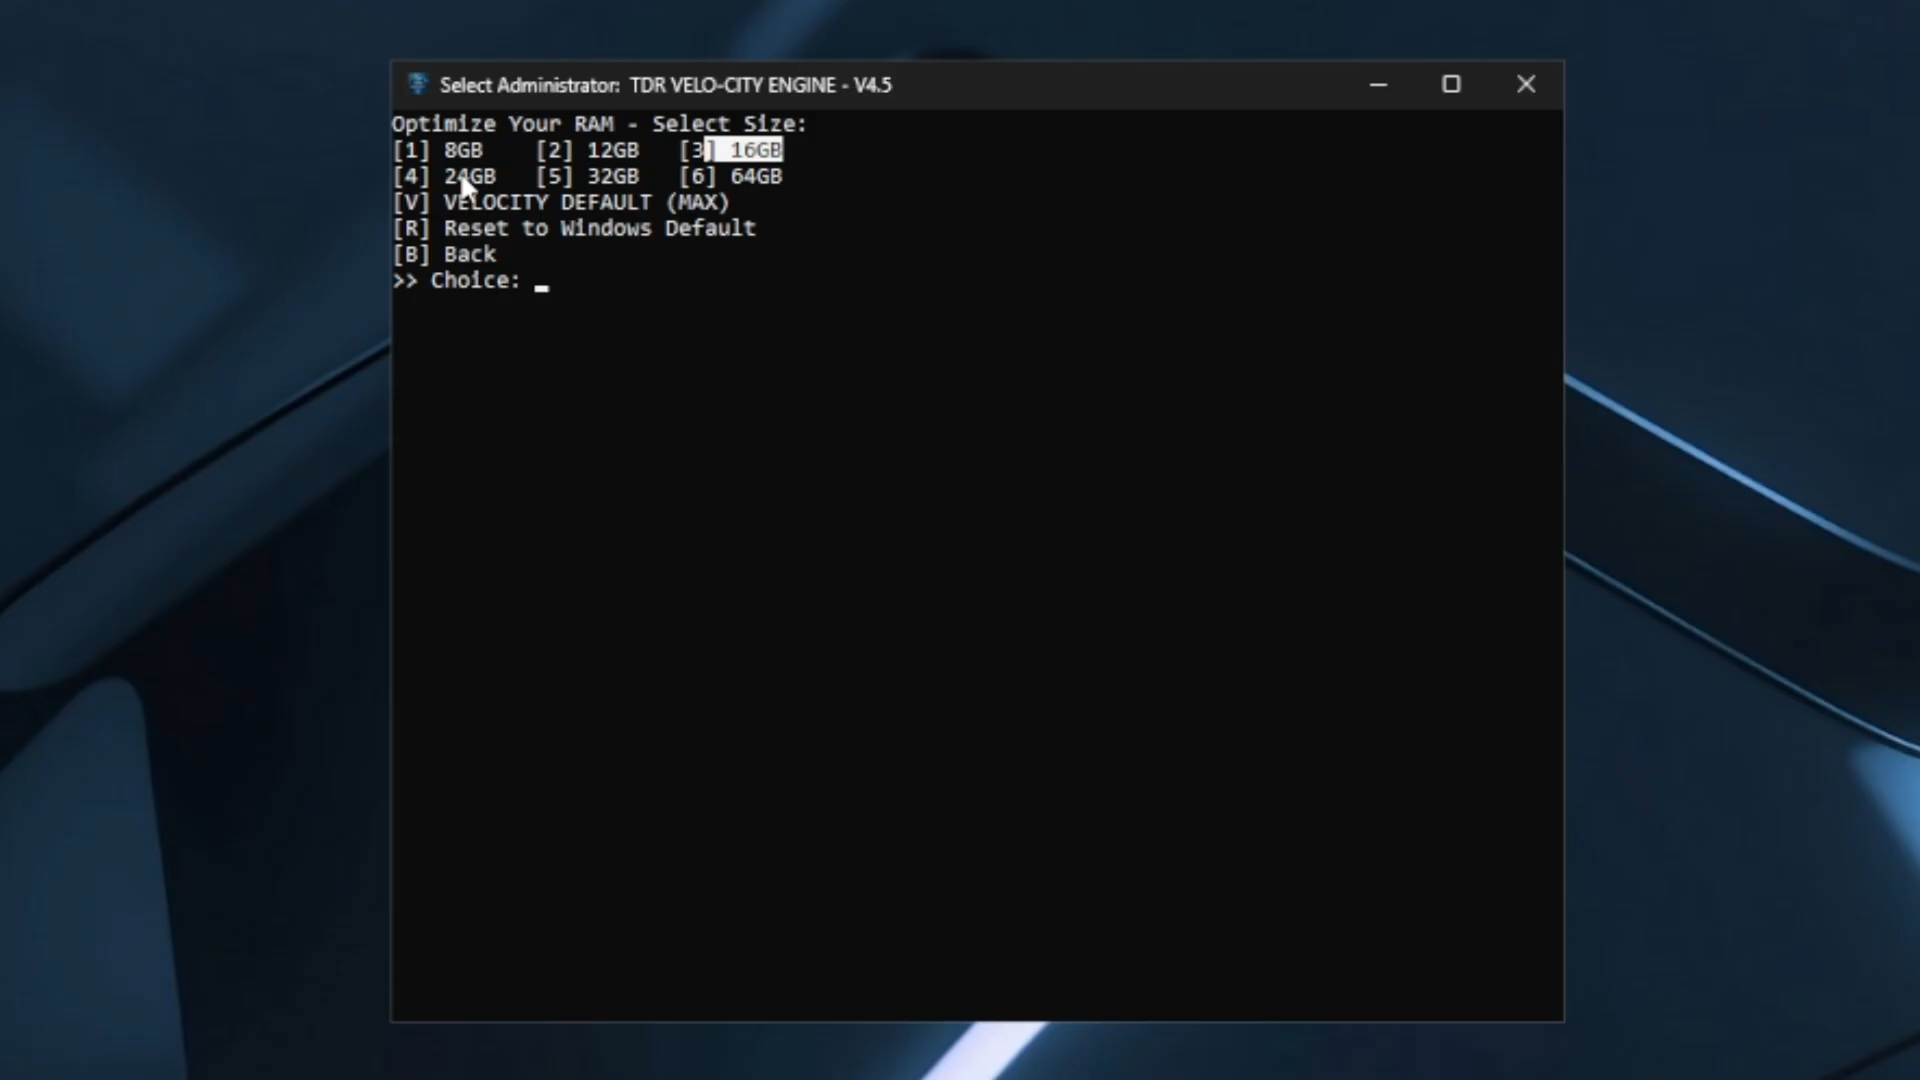 Select Administrator:  TDR VELO-CITY ENGINE - V4.5
Optimize Your RAM - Select Size:
[1] 8GB    [2] 12GB   [3] 16GB
[4] 24GB   [5] 32GB   [6] 64GB
[V] VELOCITY DEFAULT (MAX)
[R] Reset to Windows Default
[B] Back
>> Choice: _